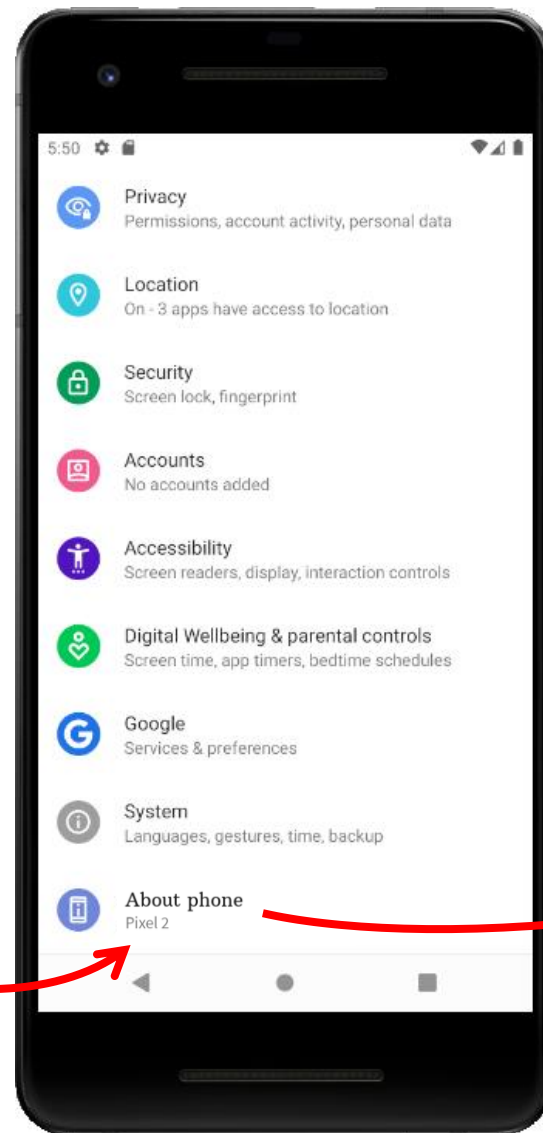 5:50
Privacy
Permissions, account activity, personal data
Location
On - 3 apps have access to location
Security
Screen lock, fingerprint
Accounts
No accounts added
Accessibility
Screen readers, display, interaction controls
Digital Wellbeing & parental controls
Screen time, app timers, bedtime schedules
Google
Services & preferences
System
Languages, gestures, time, backup
About phone
Pixel 2